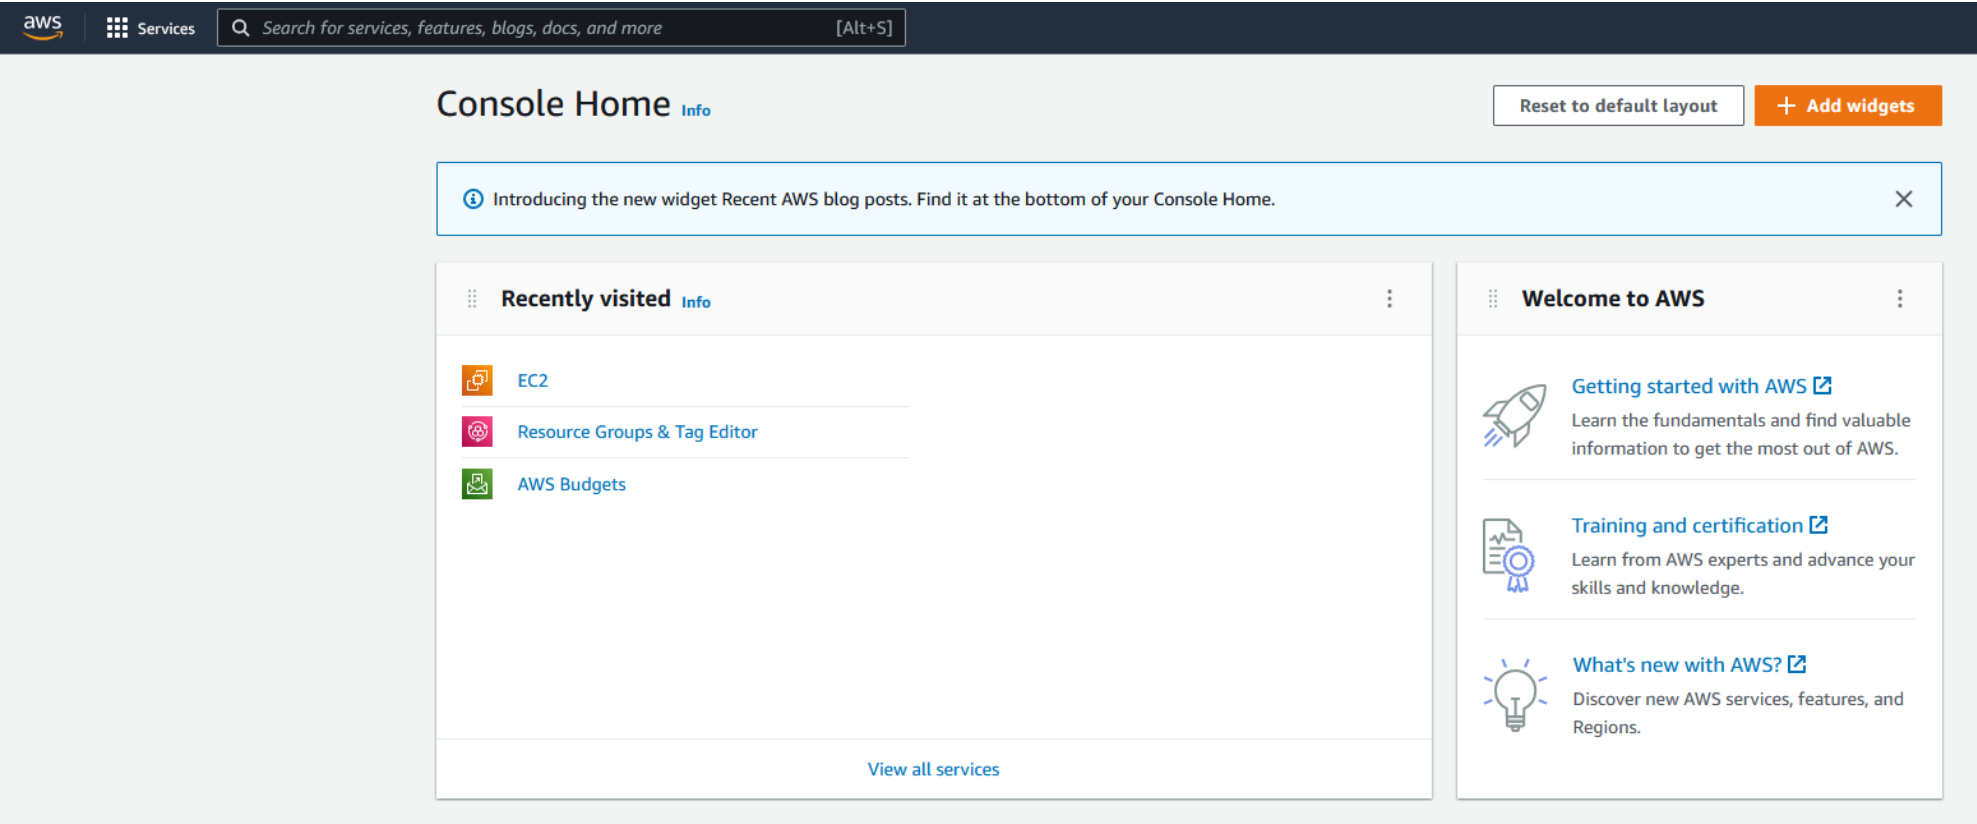 aws
Services
Search for services, features, blogs, docs, and more
[Alt+S]
Console Home Info
Reset to default layout
+ Add widgets
Introducing the new widget Recent AWS blog posts. Find it at the bottom of your Console Home.
Recently visited Info
EC2
Resource Groups & Tag Editor
AWS Budgets
View all services
Welcome to AWS
Getting started with AWS
Learn the fundamentals and find valuable
information to get the most out of AWS.
Training and certification
Learn from AWS experts and advance your
skills and knowledge.
What's new with AWS?
Discover new AWS services, features, and
Regions.